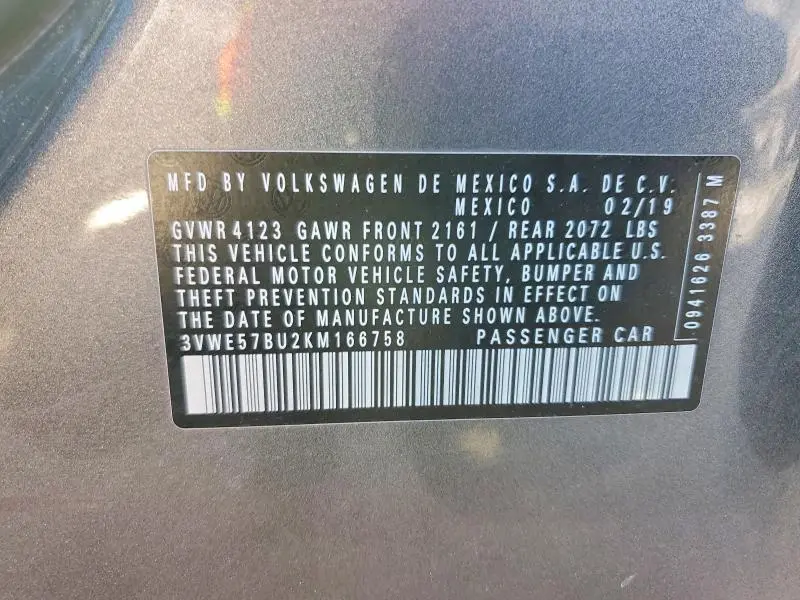 MFD BY VOLKSWAGEN DE MEXICO S.A. DE C.V.
MEXICO 02/19
GVWR 4123 GAWR FRONT 2161 / REAR 2072 LBS
THIS VEHICLE CONFORMS TO ALL APPLICABLE U.S.
FEDERAL MOTOR VEHICLE SAFETY, BUMPER AND
THEFT PREVENTION STANDARDS IN EFFECT ON
THE DATE OF MANUFACTURE SHOWN ABOVE.
3VWE57BU2KM166758 PASSENGER CAR
0941626 3387 M